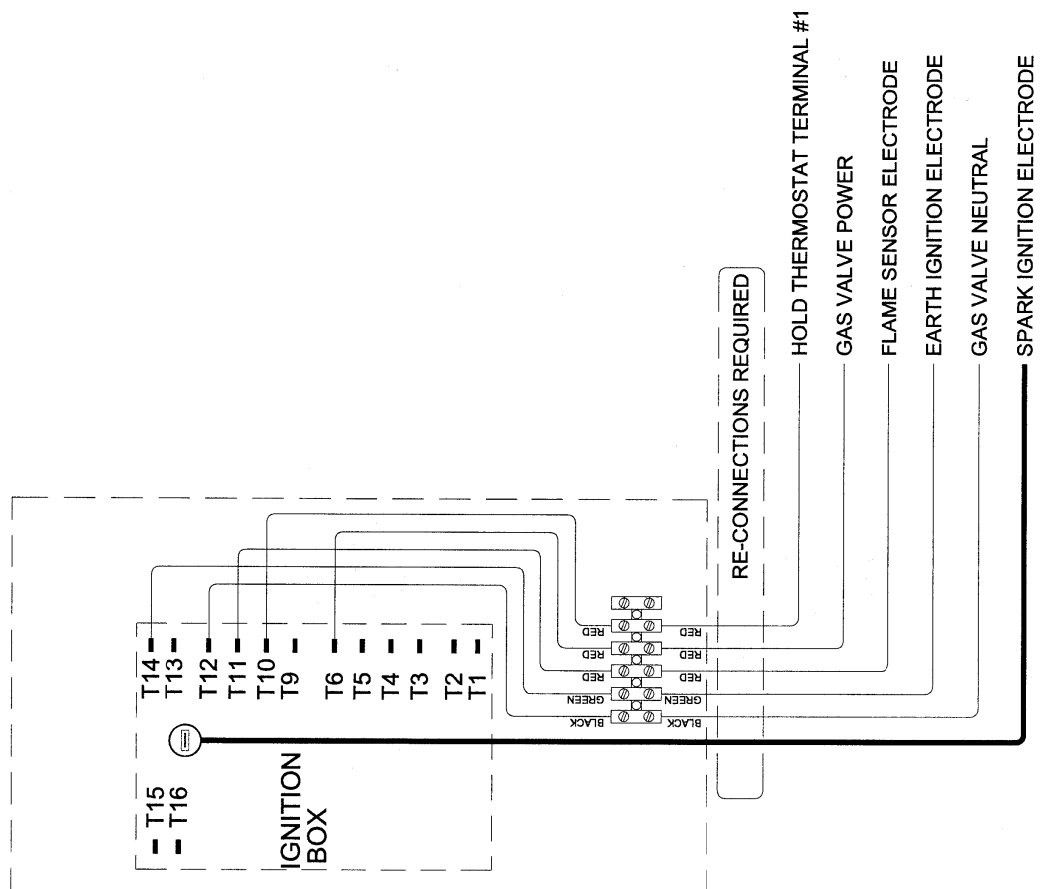 T14
T13
T12
T11
T10
T9
T6
T5
T4
T3
T2
T1
T15
T16
IGNITION
BOX
RED
RED
RED
GREEN
BLACK
RED
RED
RED
GREEN
BLACK
RE-CONNECTIONS REQUIRED
HOLD THERMOSTAT TERMINAL #1
GAS VALVE POWER
FLAME SENSOR ELECTRODE
EARTH IGNITION ELECTRODE
GAS VALVE NEUTRAL
SPARK IGNITION ELECTRODE